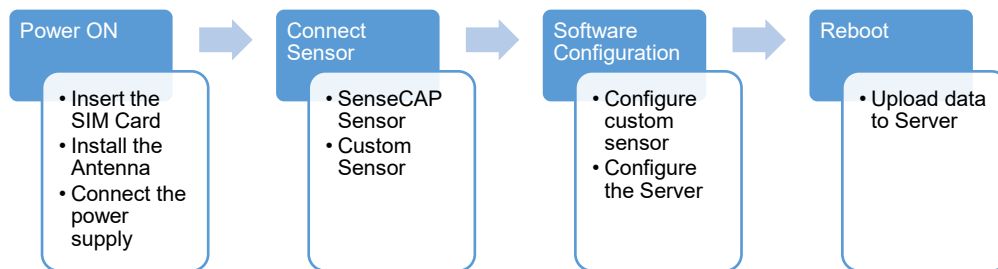 Power ON
• Insert the
SIM Card
• Install the
Antenna
• Connect the
power
supply
Connect
Sensor
• SenseCAP
Sensor
• Custom
Sensor
Software
Configuration
• Configure
custom
sensor
• Configure
the Server
Reboot
• Upload data
to Server